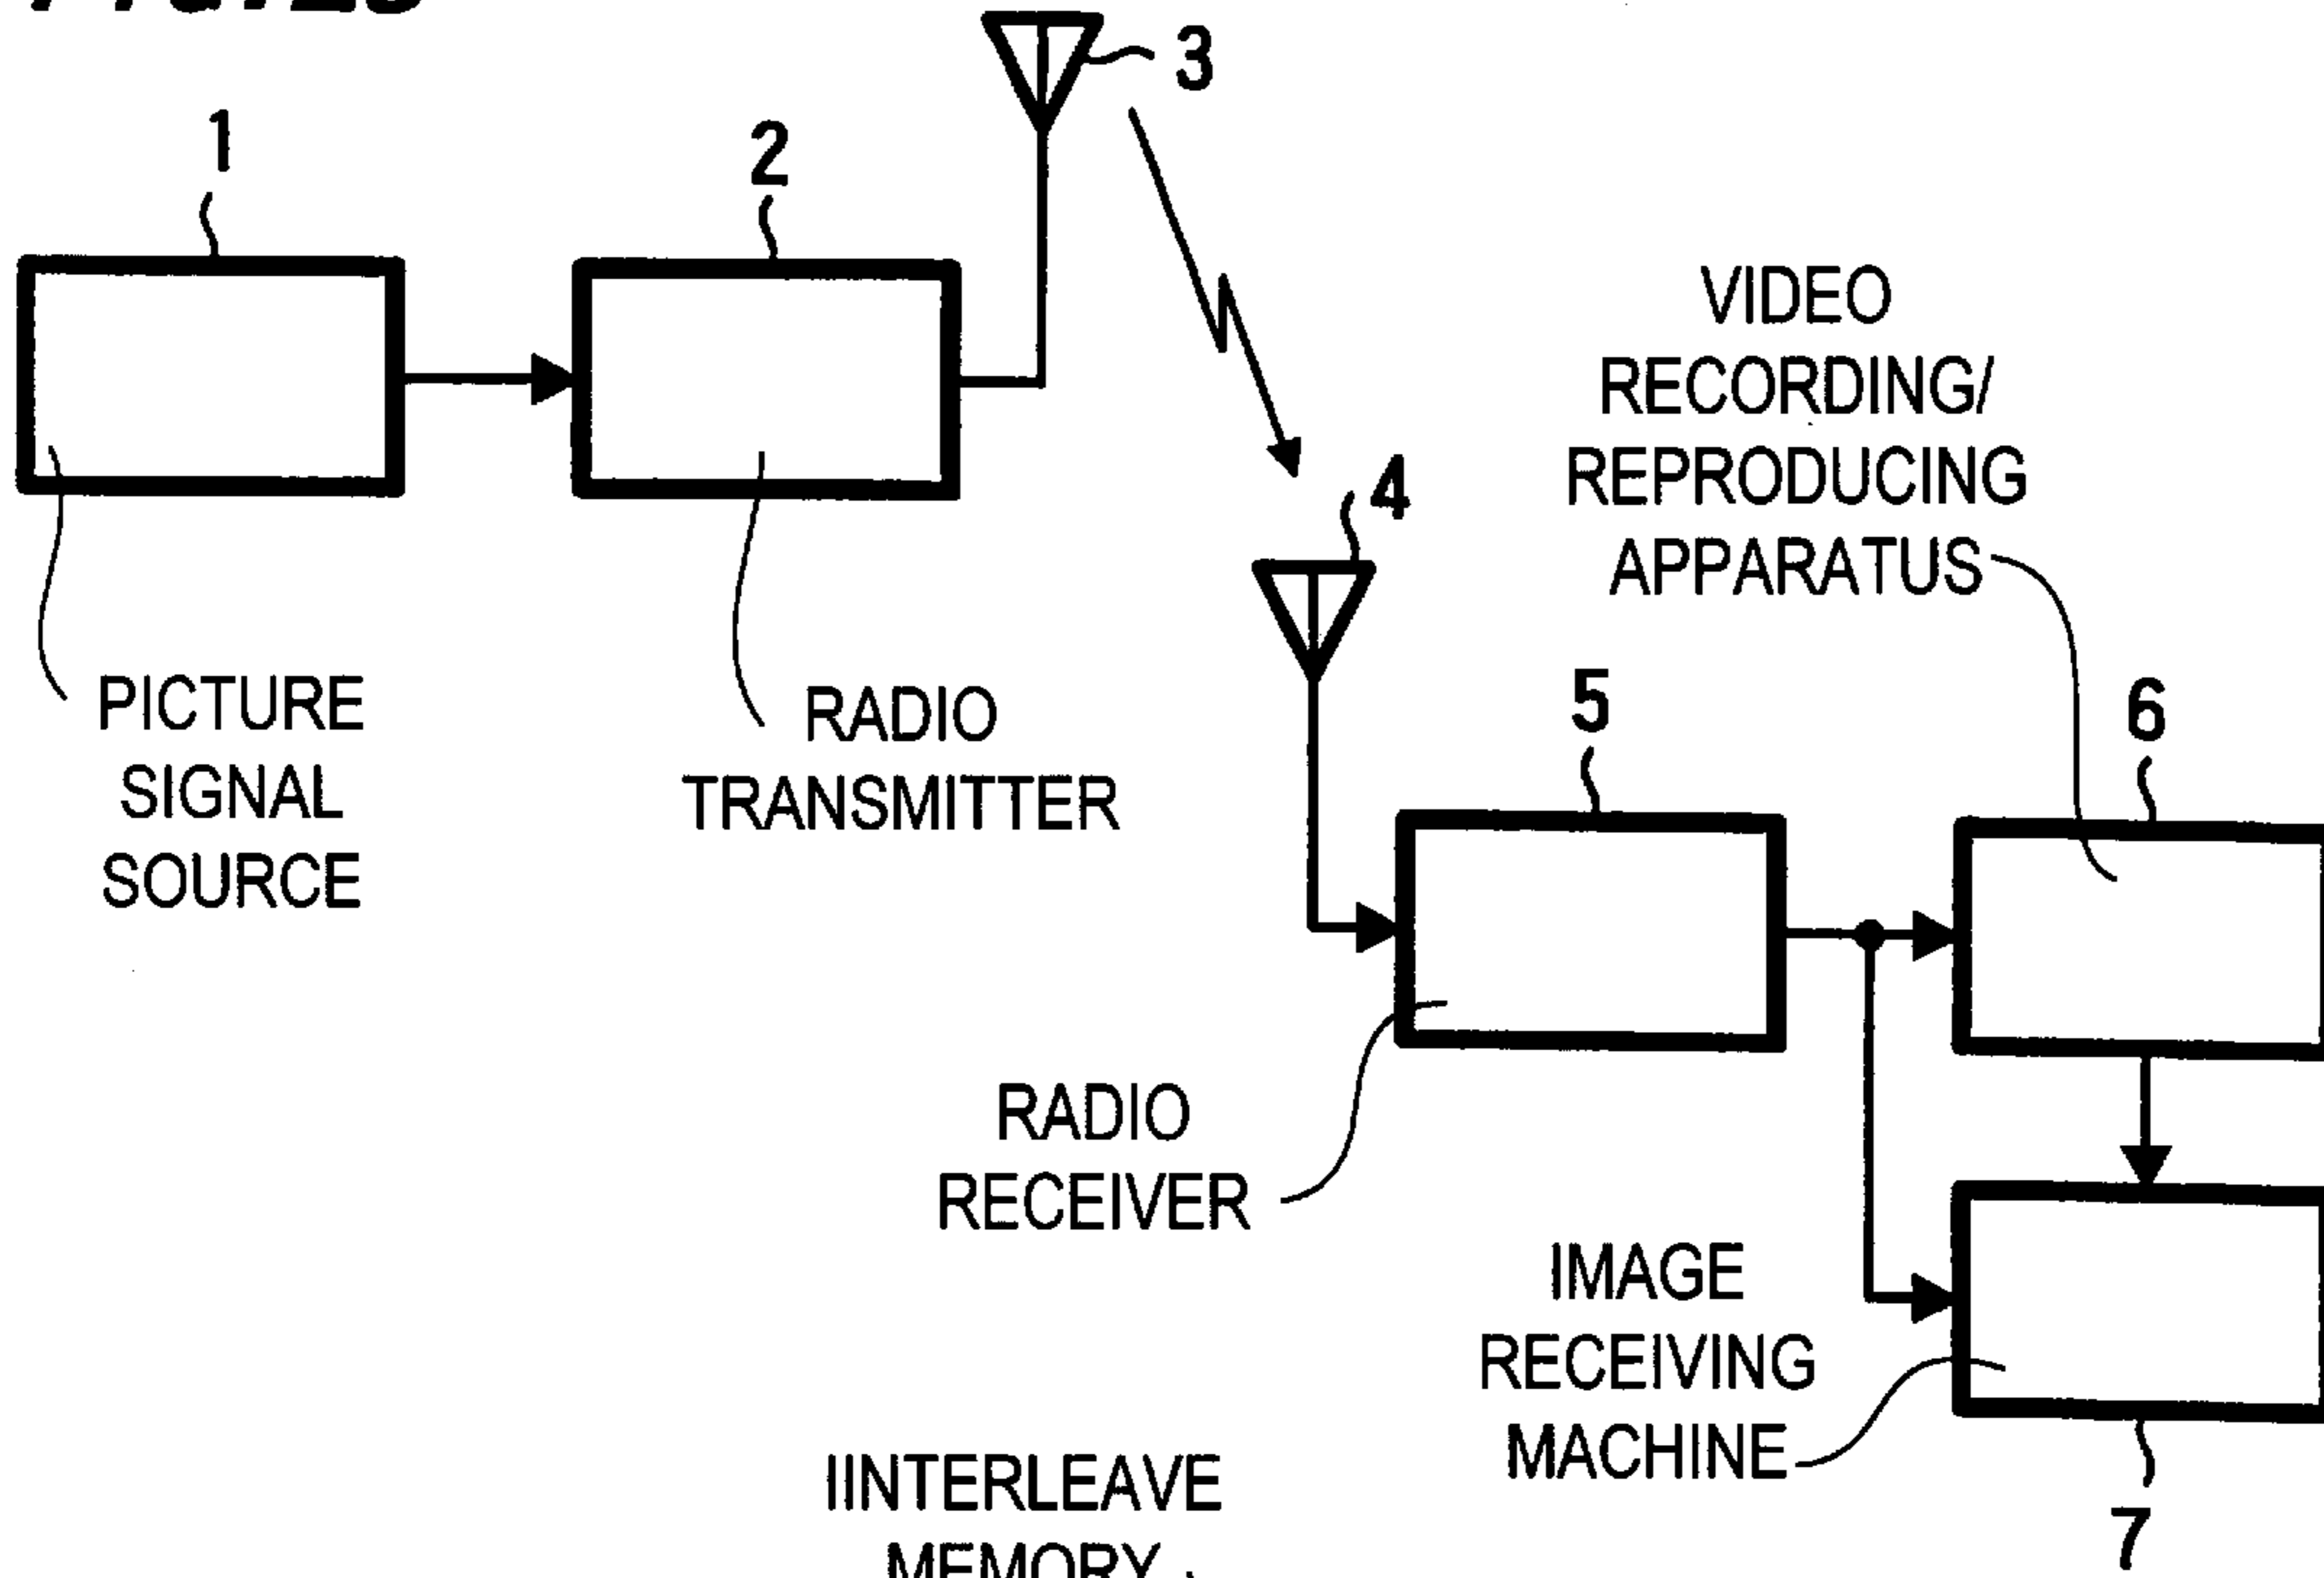 1
2
3
4
VIDEO
RECORDING/
REPRODUCING
APPARATUS
PICTURE
SIGNAL
SOURCE
RADIO
TRANSMITTER
5
6
RADIO
RECEIVER
IMAGE
RECEIVING
MACHINE
7
IINTERLEAVE
MEMORY